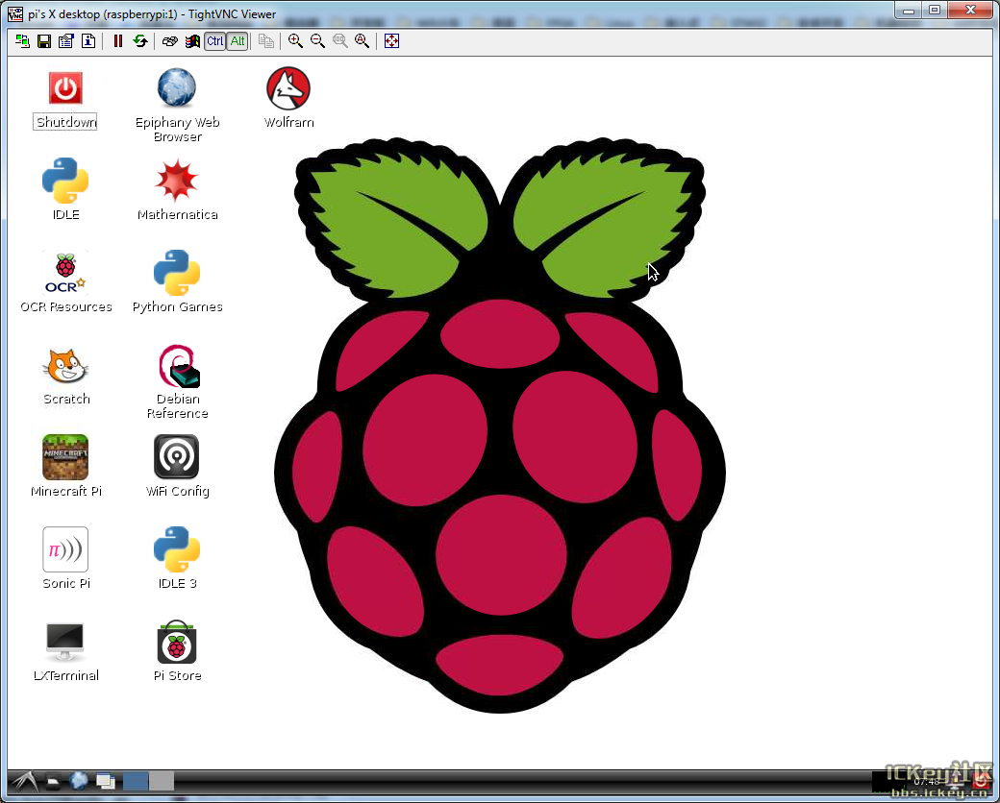 pi's X desktop (raspberrypi:1) - TightVNC Viewer
Ctrl Alt
Shutdown
Epiphany Web
Browser
Wolfram
IDLE
Mathematica
OCR
OCR Resources
Python Games
Scratch
Debian
Reference
MINECRAFT
Minecraft Pi
WiFi Config
π)))
Sonic Pi
IDLE 3
LXTerminal
Pi Store
ICKey社区
07:48
bbs.ickey.cn